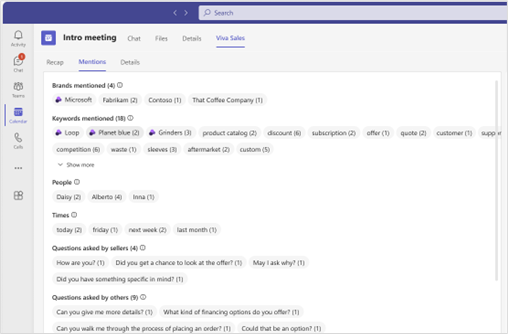 Search
Intro meeting Chat Files Details Viva Sales
Activity
Recap Mentions Details
Chat
Brands mentioned (4)
Teams
Microsoft Fabrikam (2) Contoso (1) That Coffee Company (1)
Calendar
Keywords mentioned (18)
Loop Planet blue (2) Grinders (3) product catalog (2) discount (6) subscription (2) offer (1) quote (2) customer (1) suppor
Calls
competition (6) waste (1) sleeves (3) aftermarket (2) custom (5)
Show more
People
Daisy (2) Alberto (4) Inna (1)
Times
today (2) friday (1) next week (2) last month (1)
Questions asked by sellers (4)
How are you? (1) Did you get a chance to look at the offer? (1) May I ask why? (1)
Did you have something specific in mind? (1)
Questions asked by others (9)
Can you give me more details? (1) What kind of financing options do you offer? (1)
Can you walk me through the process of placing an order? (1) Could that be an option? (1)